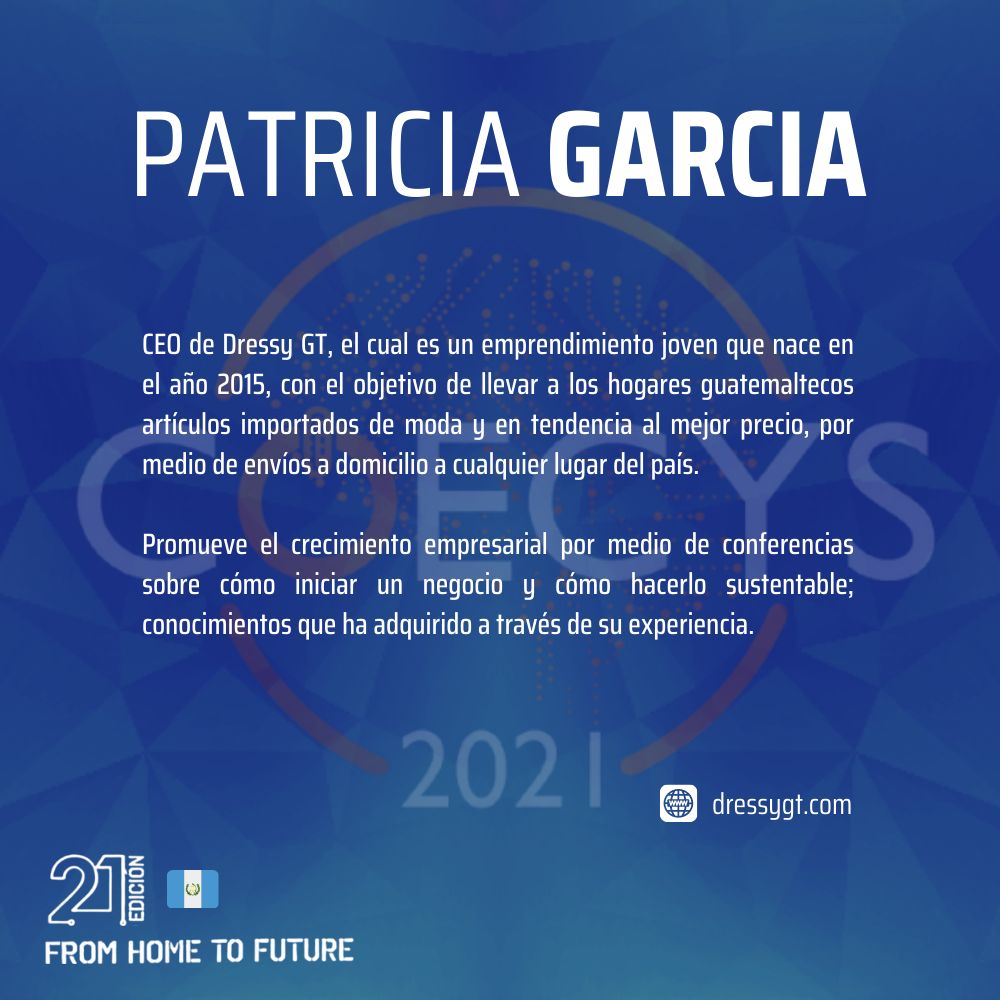 PATRICIA GARCIA
CEO de Dressy GT, el cual es un emprendimiento joven que nace en
el año 2015, con el objetivo de llevar a los hogares guatemaltecos
artículos importados de moda y en tendencia al mejor precio, por
medio de envíos a domicilio a cualquier lugar del país.
COECYS
Promueve el crecimiento empresarial por medio de conferencias
sobre cómo iniciar un negocio y cómo hacerlo sustentable;
conocimientos que ha adquirido a través de su experiencia.
2021
www
dressygt.com
21 EDICIÓN
FROM HOME TO FUTURE